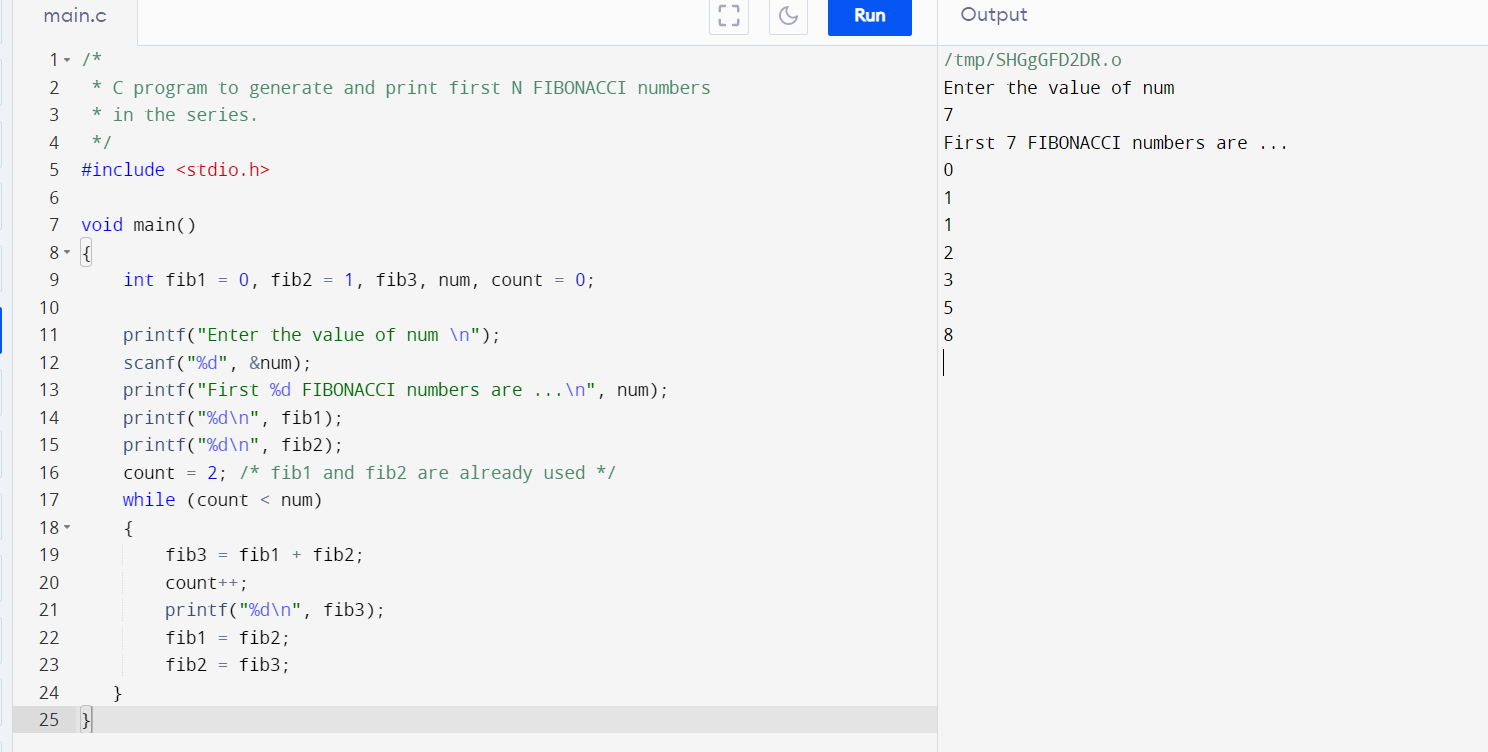 main.c
Run
Output
1 /*
2  * C program to generate and print first N FIBONACCI numbers
3  * in the series.
4  */
5 #include <stdio.h>
6
7 void main()
8 {
9     int fib1 = 0, fib2 = 1, fib3, num, count = 0;
10
11     printf("Enter the value of num \n");
12     scanf("%d", &num);
13     printf("First %d FIBONACCI numbers are ...\n", num);
14     printf("%d\n", fib1);
15     printf("%d\n", fib2);
16     count = 2; /* fib1 and fib2 are already used */
17     while (count < num)
18     {
19         fib3 = fib1 + fib2;
20         count++;
21         printf("%d\n", fib3);
22         fib1 = fib2;
23         fib2 = fib3;
24    }
25 }
/tmp/SHGgGFD2DR.o
Enter the value of num
7
First 7 FIBONACCI numbers are ...
0
1
1
2
3
5
8